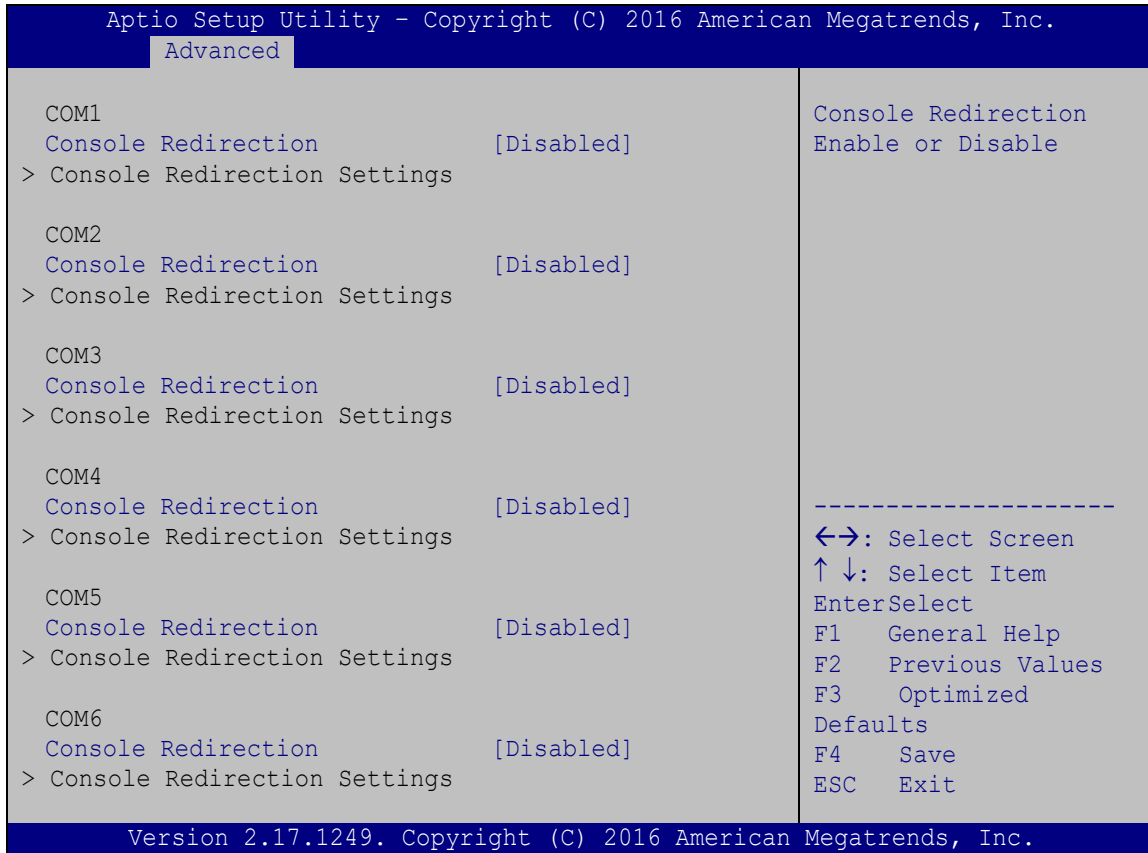 Aptio Setup Utility – Copyright (C) 2016 American Megatrends, Inc.
Advanced
COM1
Console Redirection [Disabled]
> Console Redirection Settings
COM2
Console Redirection [Disabled]
> Console Redirection Settings
COM3
Console Redirection [Disabled]
> Console Redirection Settings
COM4
Console Redirection [Disabled]
> Console Redirection Settings
COM5
Console Redirection [Disabled]
> Console Redirection Settings
COM6
Console Redirection [Disabled]
> Console Redirection Settings
Console Redirection
Enable or Disable
---------------------
←→: Select Screen
↑ ↓: Select Item
EnterSelect
F1 General Help
F2 Previous Values
F3 Optimized
Defaults
F4 Save
ESC Exit
Version 2.17.1249. Copyright (C) 2016 American Megatrends, Inc.